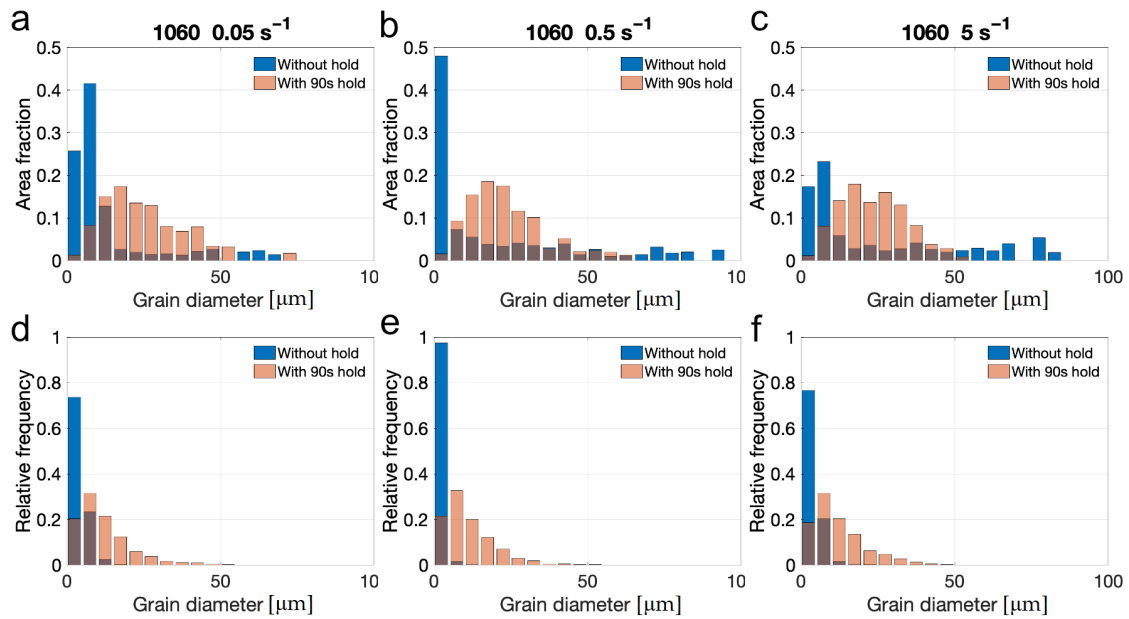 a
1060 0.05 s⁻¹
Without hold
With 90s hold
Area fraction
0.5
0.4
0.3
0.2
0.1
0
0
50
10
Grain diameter [μm]
b
1060 0.5 s⁻¹
Without hold
With 90s hold
Area fraction
0.5
0.4
0.3
0.2
0.1
0
0
50
10
Grain diameter [μm]
c
1060 5 s⁻¹
Without hold
With 90s hold
Area fraction
0.5
0.4
0.3
0.2
0.1
0
0
50
100
Grain diameter [μm]
d
Without hold
With 90s hold
Relative frequency
1
0.8
0.6
0.4
0.2
0
0
50
10
Grain diameter [μm]
e
Without hold
With 90s hold
Relative frequency
1
0.8
0.6
0.4
0.2
0
0
50
10
Grain diameter [μm]
f
Without hold
With 90s hold
Relative frequency
1
0.8
0.6
0.4
0.2
0
0
50
100
Grain diameter [μm]